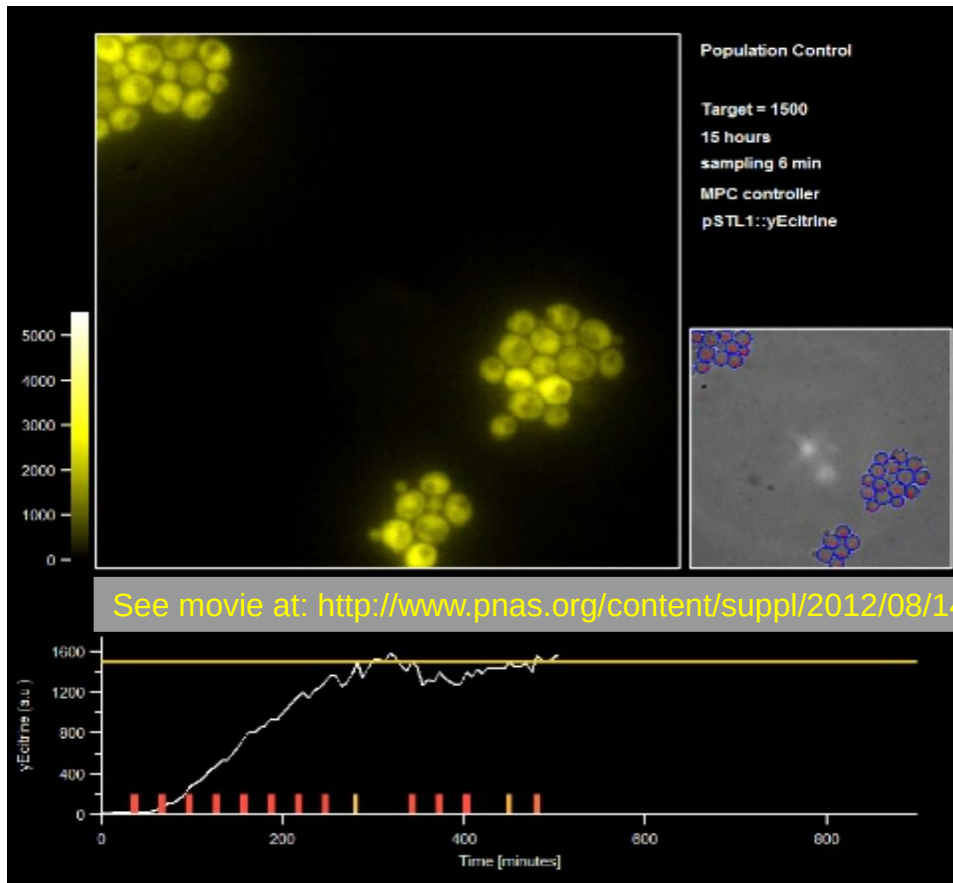 Population Control
Target = 1500
15 hours
sampling 6 min
MPC controller
pSTL1::yEcitrine
5000
4000
3000
2000
1000
0
See movie at: http://www.pnas.org/content/suppl/2012/08/14
1600
1200
800
400
0
yEcitrine (a.u.)
0 200 400 600 800
Time [minutes]